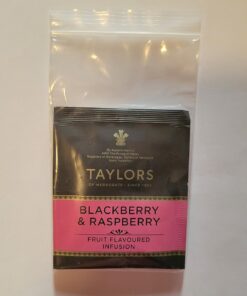 TAYLORS
OF HARROGATE · SINCE 1886
BLACKBERRY
& RASPBERRY
FRUIT FLAVOURED
INFUSION